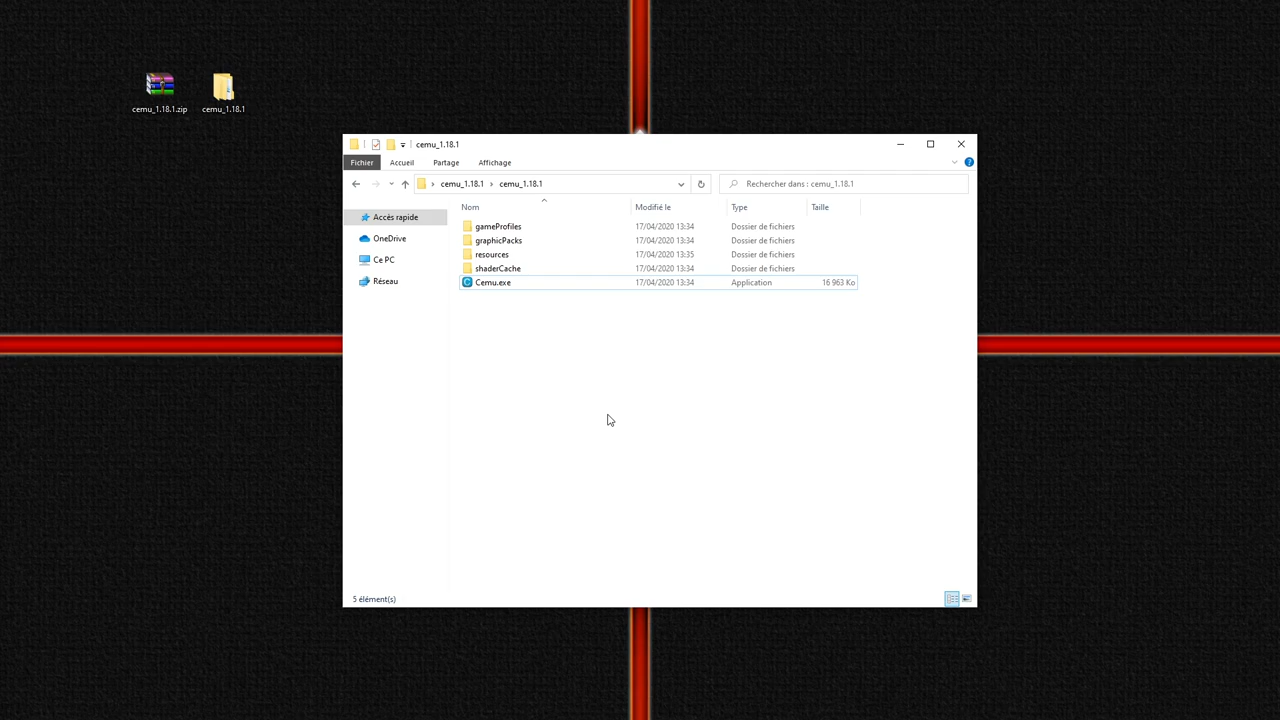 cemu_1.18.1.zip
cemu_1.18.1
cemu_1.18.1
Fichier Accueil Partage Affichage
cemu_1.18.1 cemu_1.18.1
Rechercher dans : cemu_1.18.1
Accès rapide
OneDrive
Ce PC
Réseau
Nom Modifié le Type Taille
gameProfiles 17/04/2020 13:34 Dossier de fichiers
graphicPacks 17/04/2020 13:34 Dossier de fichiers
resources 17/04/2020 13:35 Dossier de fichiers
shaderCache 17/04/2020 13:34 Dossier de fichiers
Cemu.exe 17/04/2020 13:34 Application 16 963 Ko
5 élément(s)